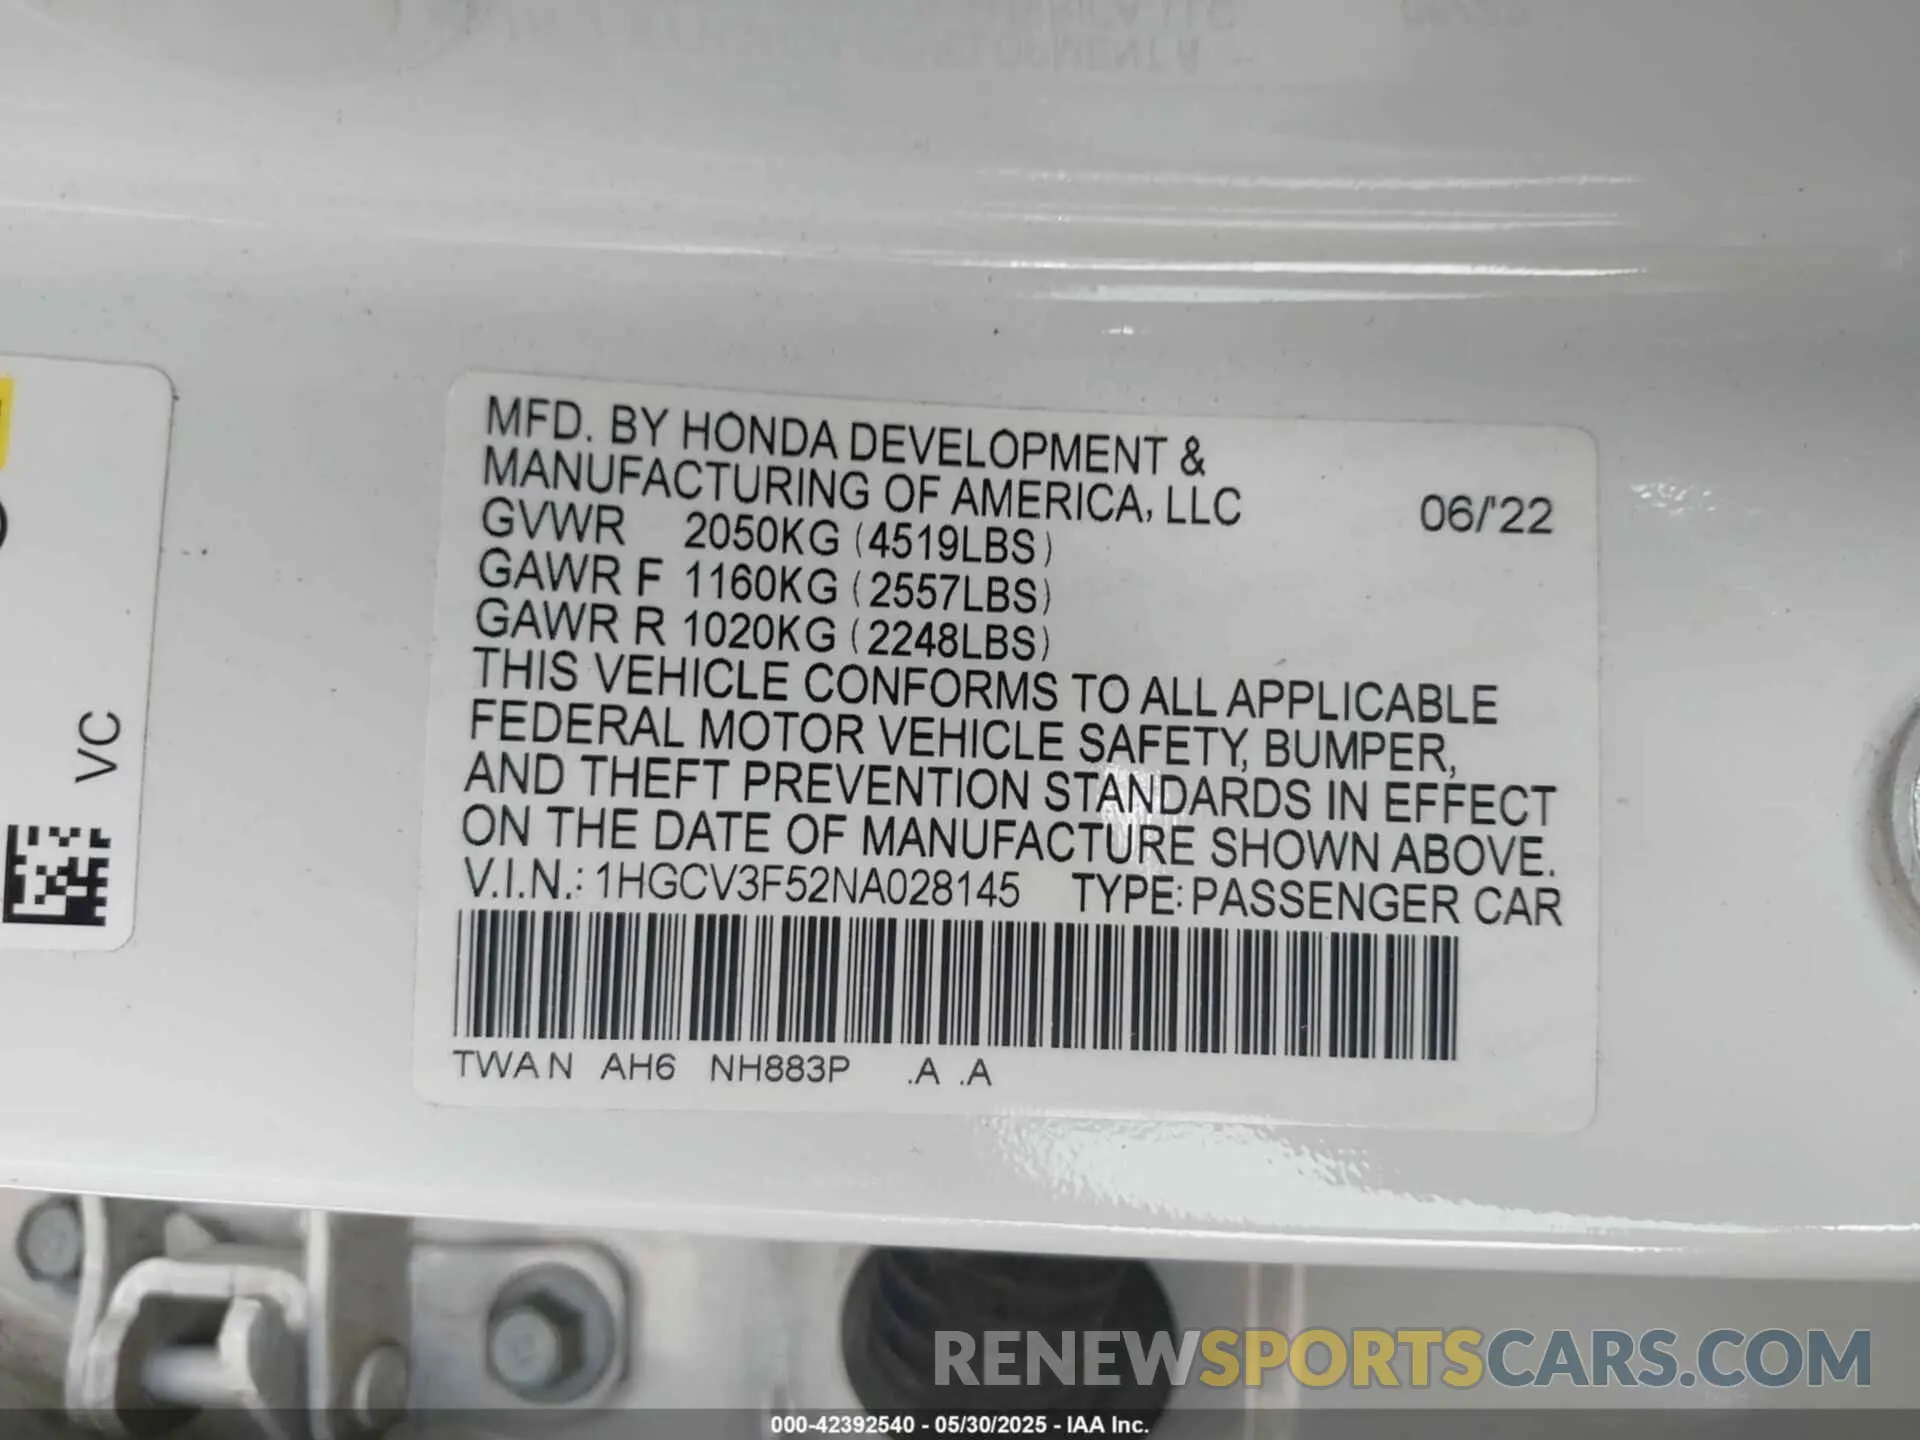 MFD. BY HONDA DEVELOPMENT &
MANUFACTURING OF AMERICA, LLC 06/'22
GVWR 2050KG (4519LBS)
GAWR F 1160KG (2557LBS)
GAWR R 1020KG (2248LBS)
THIS VEHICLE CONFORMS TO ALL APPLICABLE
FEDERAL MOTOR VEHICLE SAFETY, BUMPER,
AND THEFT PREVENTION STANDARDS IN EFFECT
ON THE DATE OF MANUFACTURE SHOWN ABOVE.
V.I.N.: 1HGCV3F52NA028145 TYPE: PASSENGER CAR
TWAN AH6 NH883P .A .A
VC
RENEWSPORTSCARS.COM
000-42392540 - 05/30/2025 - IAA Inc.